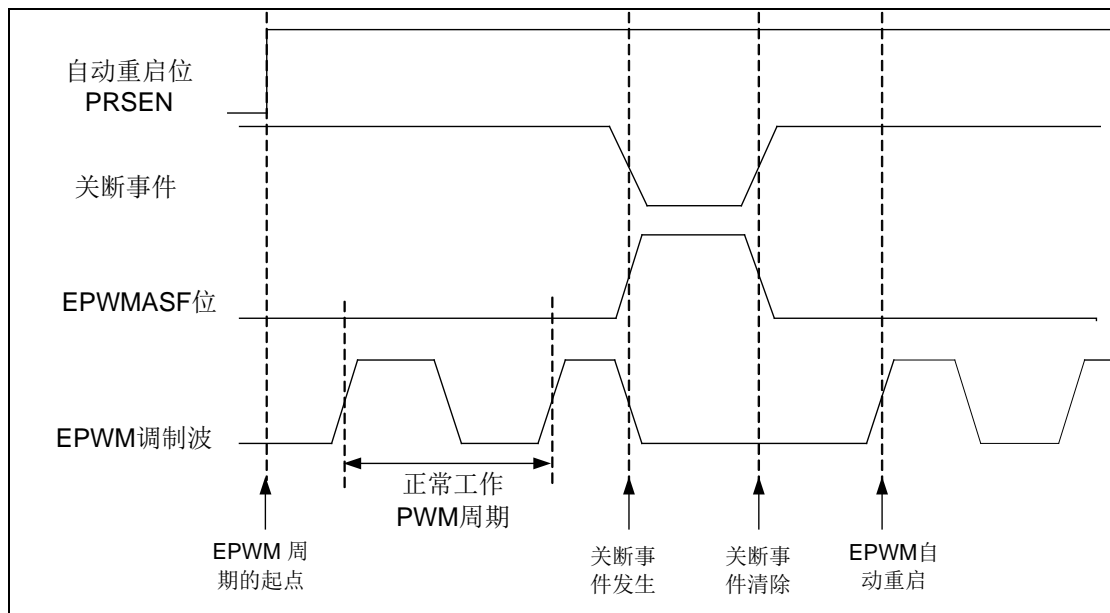 自动重启位
PRSEN
关断事件
EPWMASF位
EPWM调制波
正常工作
PWM周期
EPWM 周
期的起点
关断事
件发生
关断事
件清除
EPWM自
动重启